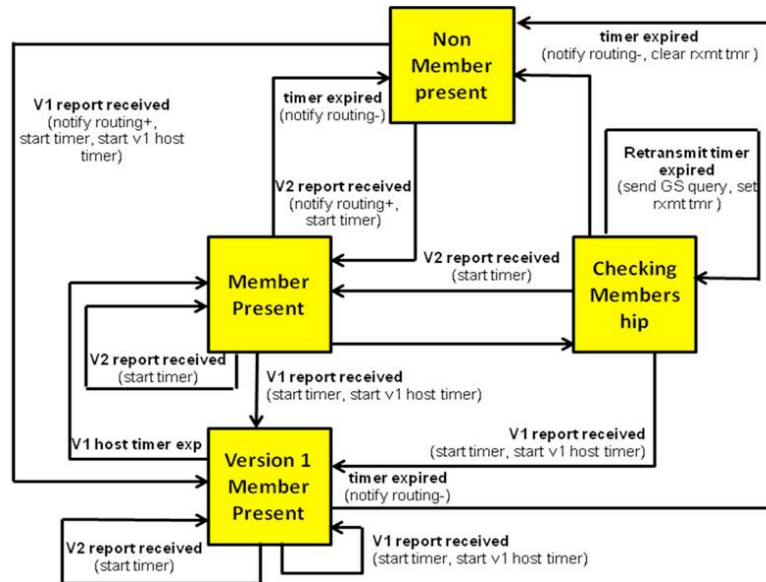 Non
Member
present
timer expired
(notify routing-, clear rxmt tmr )
V1 report received
(notify routing+,
start timer, start v1 host
timer)
timer expired
(notify routing-)
Retransmit timer
expired
(send GS query, set
rxmt tmr )
V2 report received
(notify routing+,
start timer)
Member
Present
V2 report received
(start timer)
Checking
Members
hip
V2 report received
(start timer)
V1 report received
(start timer, start v1 host timer)
V1 host timer exp
V1 report received
(start timer, start v1 host timer)
Version 1
Member
Present
timer expired
(notify routing-)
V2 report received
(start timer)
V1 report received
(start timer, start v1 host timer)